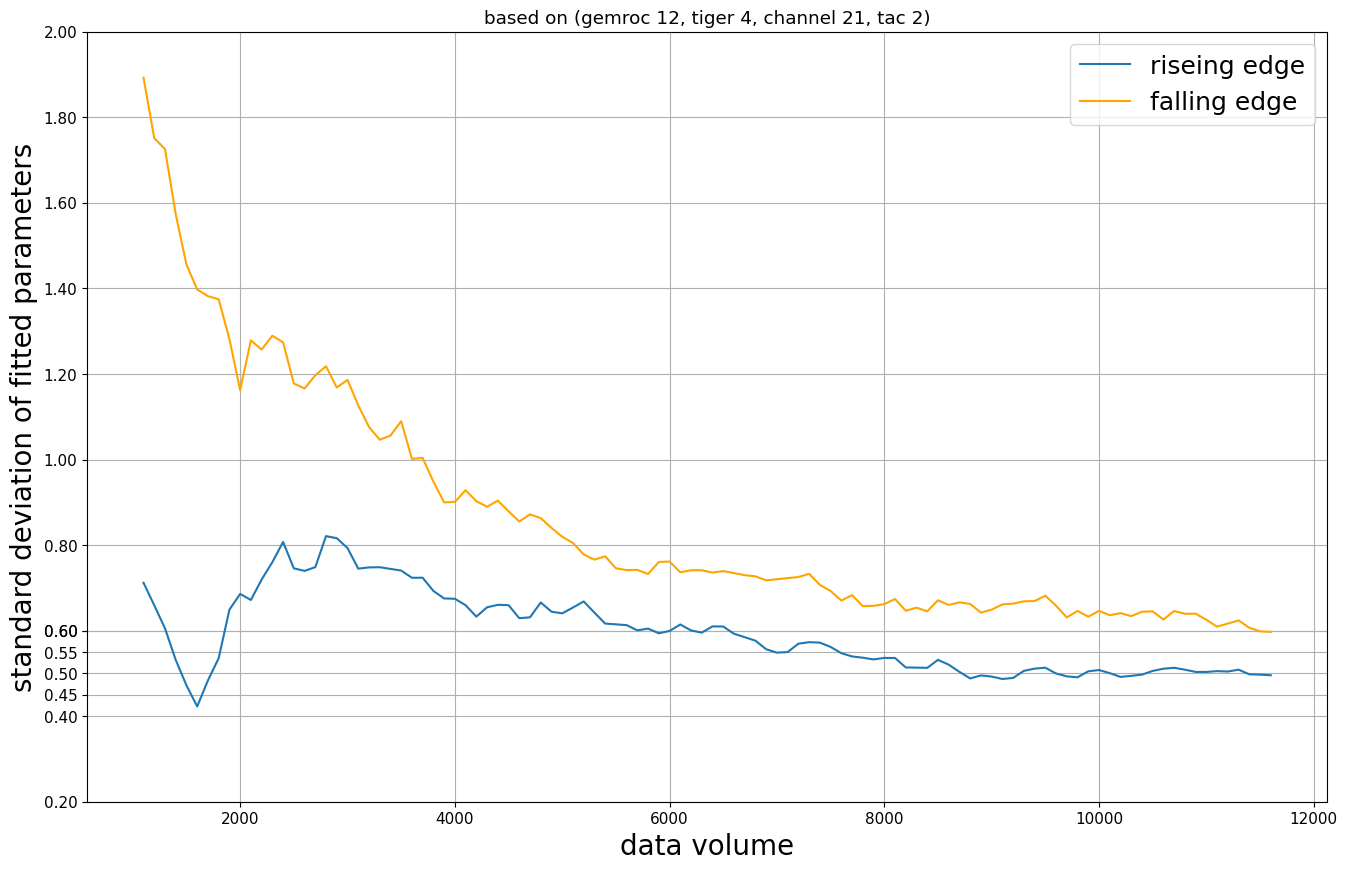 based on (gemroc 12, tiger 4, channel 21, tac 2)
2.00
1.80
1.60
1.40
1.20
1.00
0.80
0.60
0.55
0.50
0.45
0.40
0.20
standard deviation of fitted parameters
riseing edge
falling edge
2000 4000 6000 8000 10000 12000
data volume